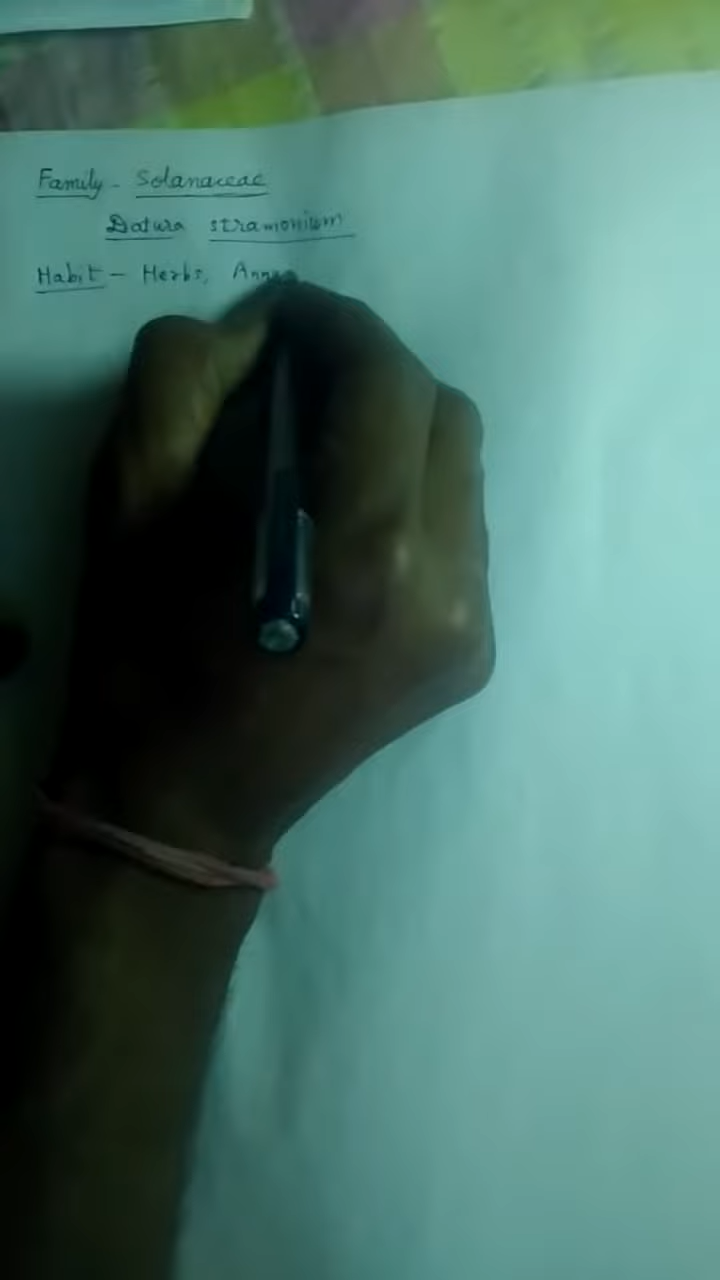 Family - Solanaceae
Datura stramonium
Habit - Herbs,